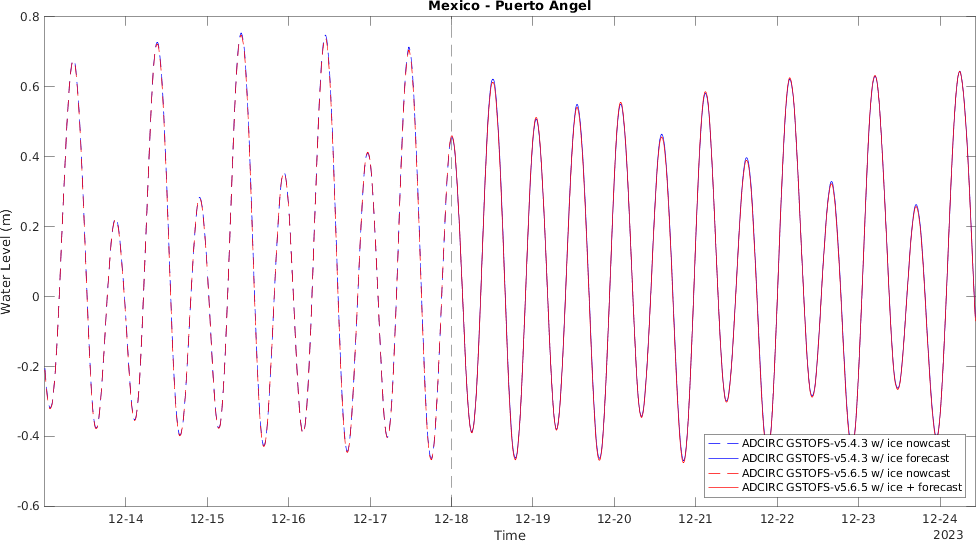 Mexico - Puerto Angel
0.8
0.6
0.4
0.2
0
-0.2
-0.4
-0.6
Water Level (m)
ADCIRC GSTOFS-v5.4.3 w/ ice nowcast
ADCIRC GSTOFS-v5.4.3 w/ ice forecast
ADCIRC GSTOFS-v5.6.5 w/ ice nowcast
ADCIRC GSTOFS-v5.6.5 w/ ice + forecast
12-14 12-15 12-16 12-17 12-18 12-19 12-20 12-21 12-22 12-23 12-24
Time
2023